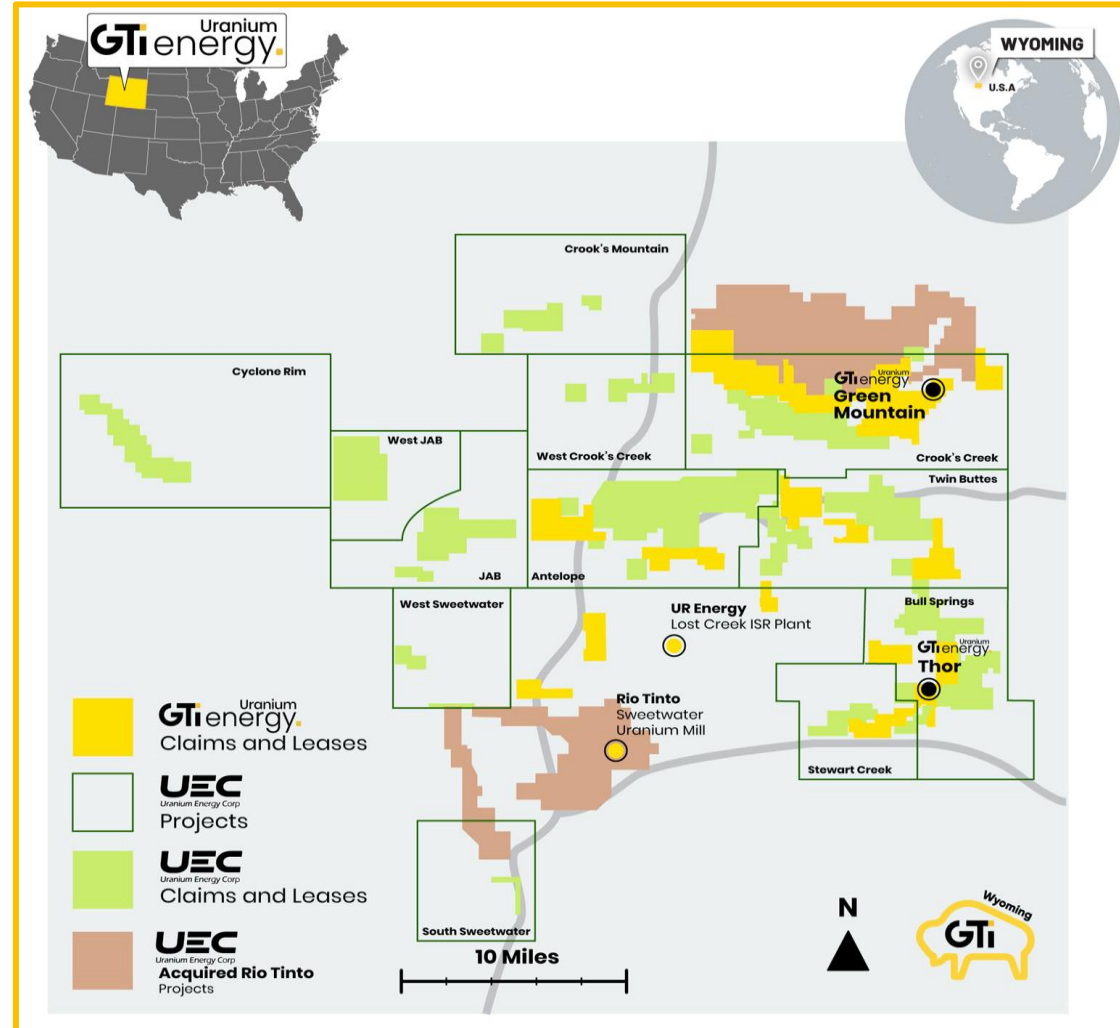 Uranium
GTi energy.
WYOMING
U.S.A
Crook's Mountain
Cyclone Rim
Uranium
GTi energy
Green
Mountain
West JAB
West Crook's Creek
Crook's Creek
Twin Buttes
JAB
Antelope
West Sweetwater
UR Energy
Lost Creek ISR Plant
Bull Springs
Uranium
GTi energy
Thor
Rio Tinto
Sweetwater
Uranium Mill
Stewart Creek
South Sweetwater
Uranium
GTi energy.
Claims and Leases
UEC
Uranium Energy Corp
Projects
UEC
Uranium Energy Corp
Claims and Leases
UEC
Uranium Energy Corp
Acquired Rio Tinto
Projects
10 Miles
N
Wyoming
GTi